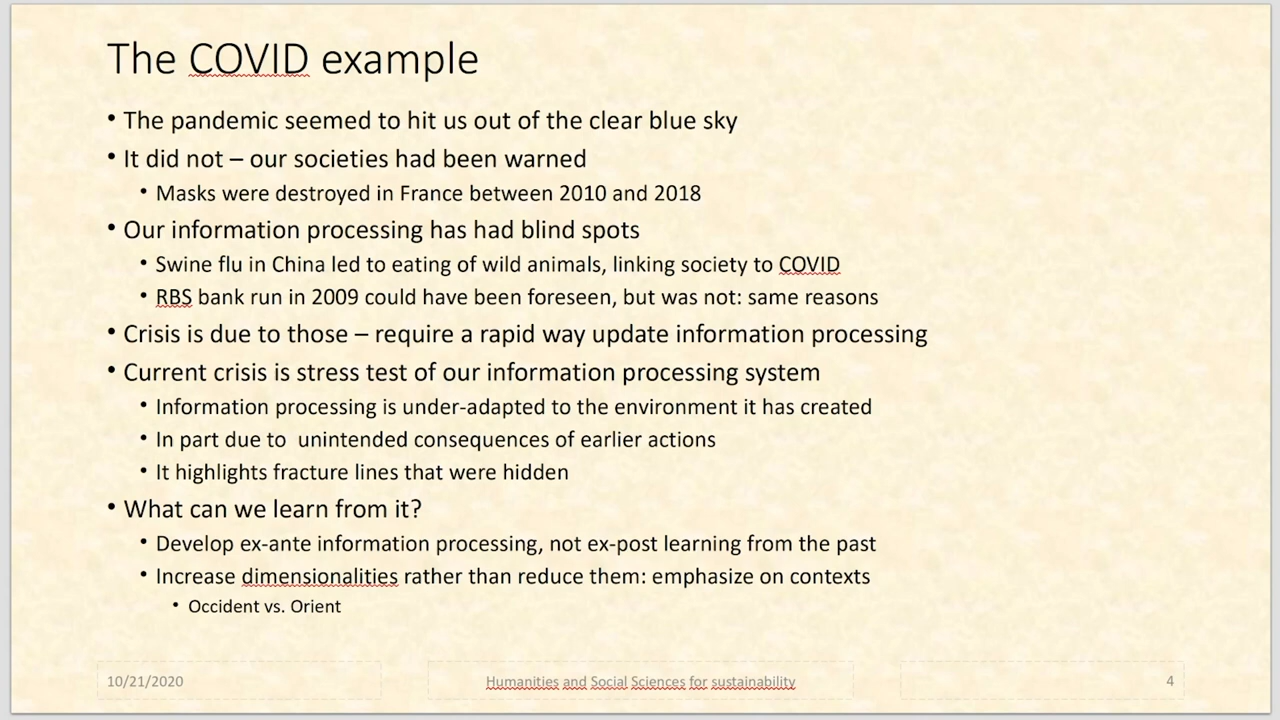 The COVID example
• The pandemic seemed to hit us out of the clear blue sky
• It did not – our societies had been warned
• Masks were destroyed in France between 2010 and 2018
• Our information processing has had blind spots
• Swine flu in China led to eating of wild animals, linking society to COVID
• RBS bank run in 2009 could have been foreseen, but was not: same reasons
• Crisis is due to those – require a rapid way update information processing
• Current crisis is stress test of our information processing system
• Information processing is under-adapted to the environment it has created
• In part due to  unintended consequences of earlier actions
• It highlights fracture lines that were hidden
• What can we learn from it?
• Develop ex-ante information processing, not ex-post learning from the past
• Increase dimensionalities rather than reduce them: emphasize on contexts
• Occident vs. Orient
10/21/2020
Humanities and Social Sciences for sustainability
4